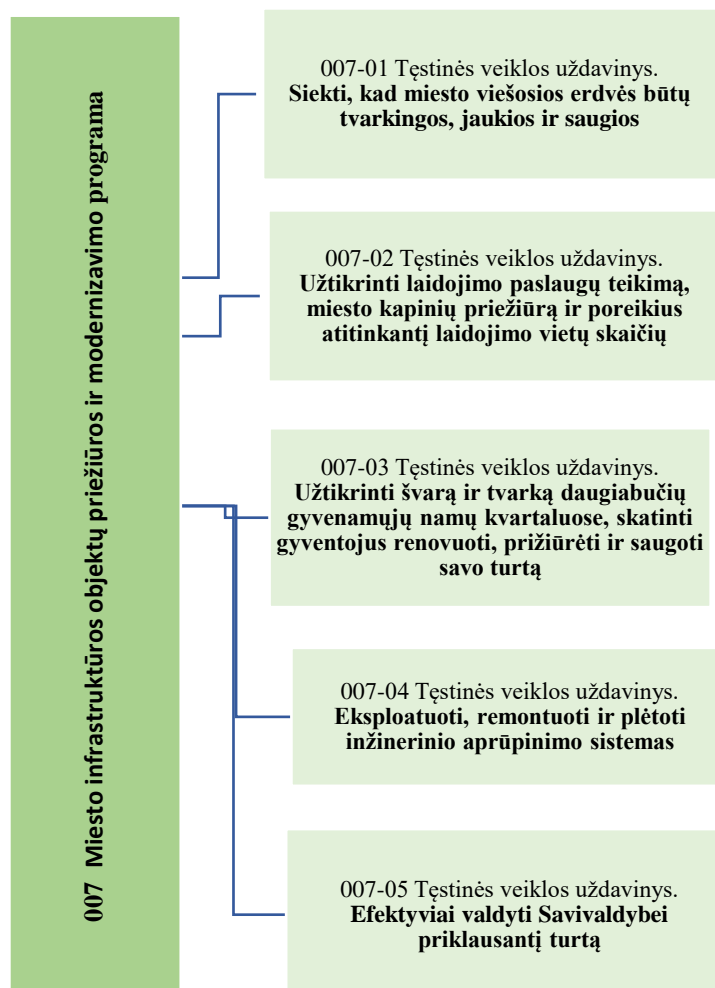 007 Miesto infrastruktūros objektų priežiūros ir modernizavimo programa
007-01 Tęstinės veiklos uždavinys.
Siekti, kad miesto viešosios erdvės būtų
tvarkingos, jaukios ir saugios
007-02 Tęstinės veiklos uždavinys.
Užtikrinti laidojimo paslaugų teikimą,
miesto kapinių priežiūrą ir poreikius
atitinkantį laidojimo vietų skaičių
007-03 Tęstinės veiklos uždavinys.
Užtikrinti švarą ir tvarką daugiabučių
gyvenamųjų namų kvartaluose, skatinti
gyventojus renovuoti, prižiūrėti ir saugoti
savo turtą
007-04 Tęstinės veiklos uždavinys.
Eksploatuoti, remontuoti ir plėtoti
inžinerinio aprūpinimo sistemas
007-05 Tęstinės veiklos uždavinys.
Efektyviai valdyti Savivaldybei
priklausantį turtą